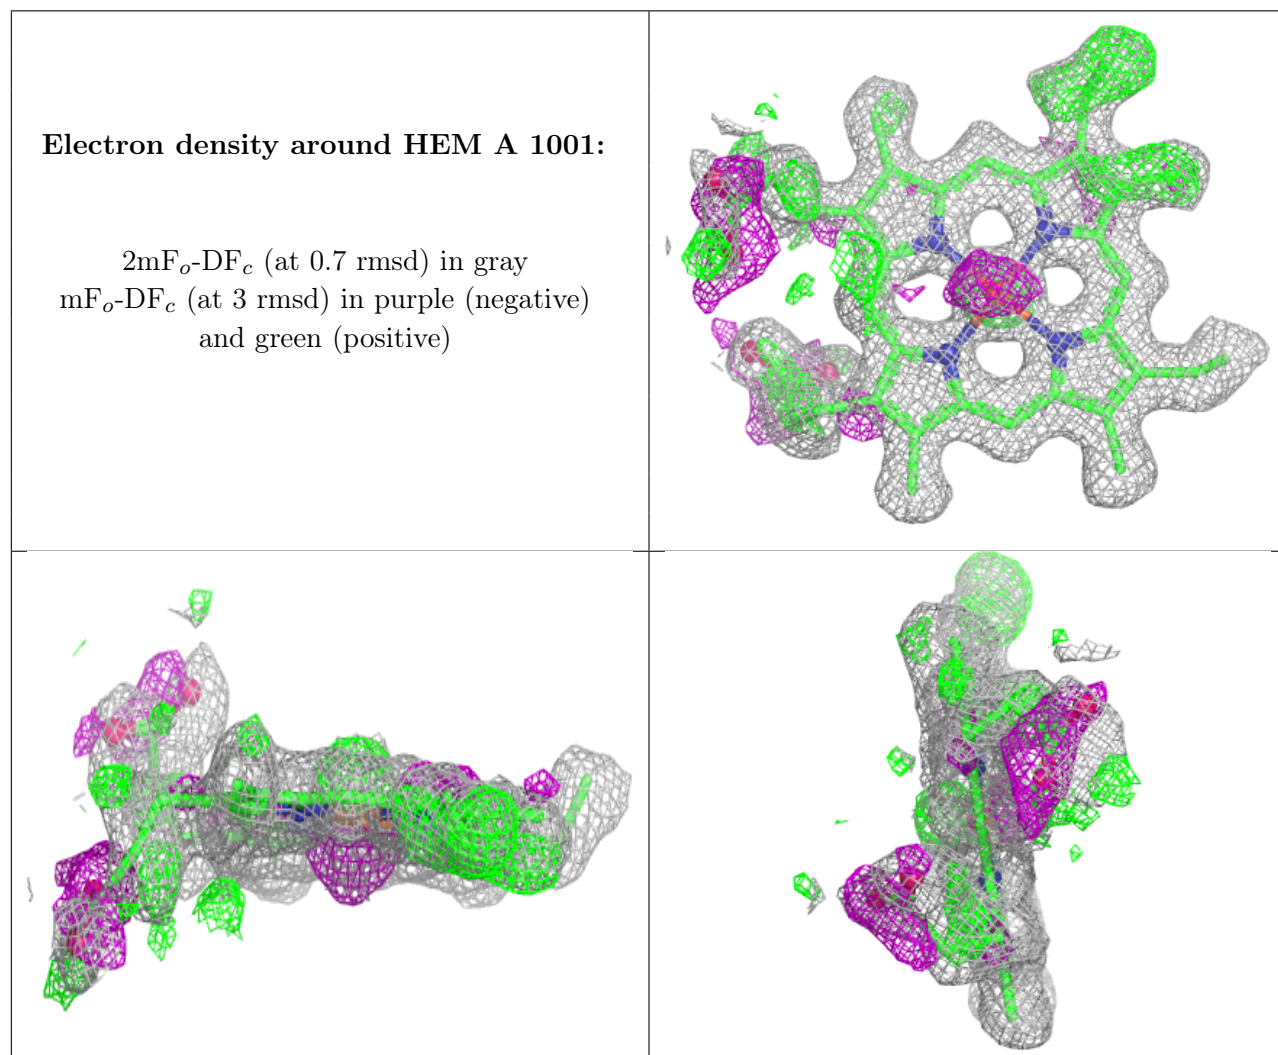 Electron density around HEM A 1001:
2mFo-DFc (at 0.7 rmsd) in gray
mFo-DFc (at 3 rmsd) in purple (negative)
and green (positive)